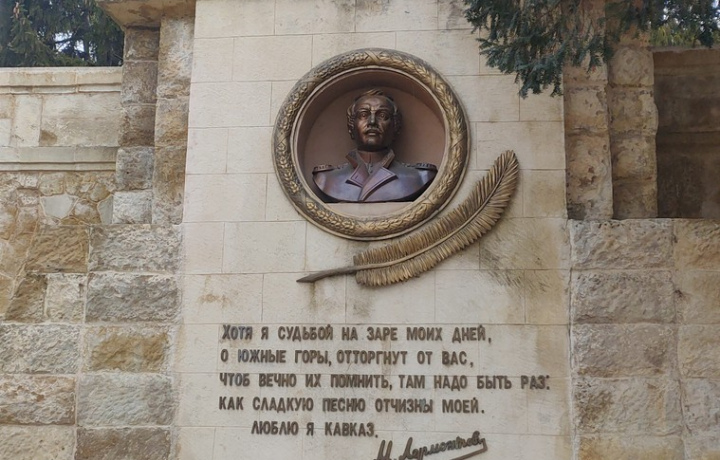 Хотя я судьбой на заре моих дней,
о южные горы, отторгнут от вас,
чтоб вечно их помнить, там надо быть раз:
как сладкую песню отчизны моей.
люблю я Кавказ.
М. Лермонтов